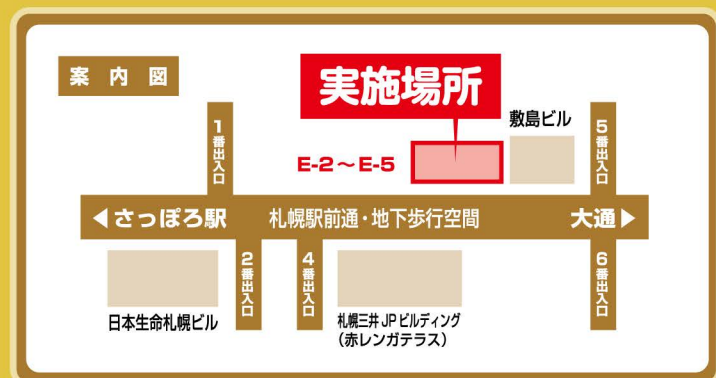 案内図
実施場所
敷島ビル
1番出入口
5番出入口
E-2～E-5
◀さっぽろ駅
札幌駅前通・地下歩行空間
大通▶
2番出入口
4番出入口
6番出入口
日本生命札幌ビル
札幌三井JPビルディング
（赤レンガテラス）